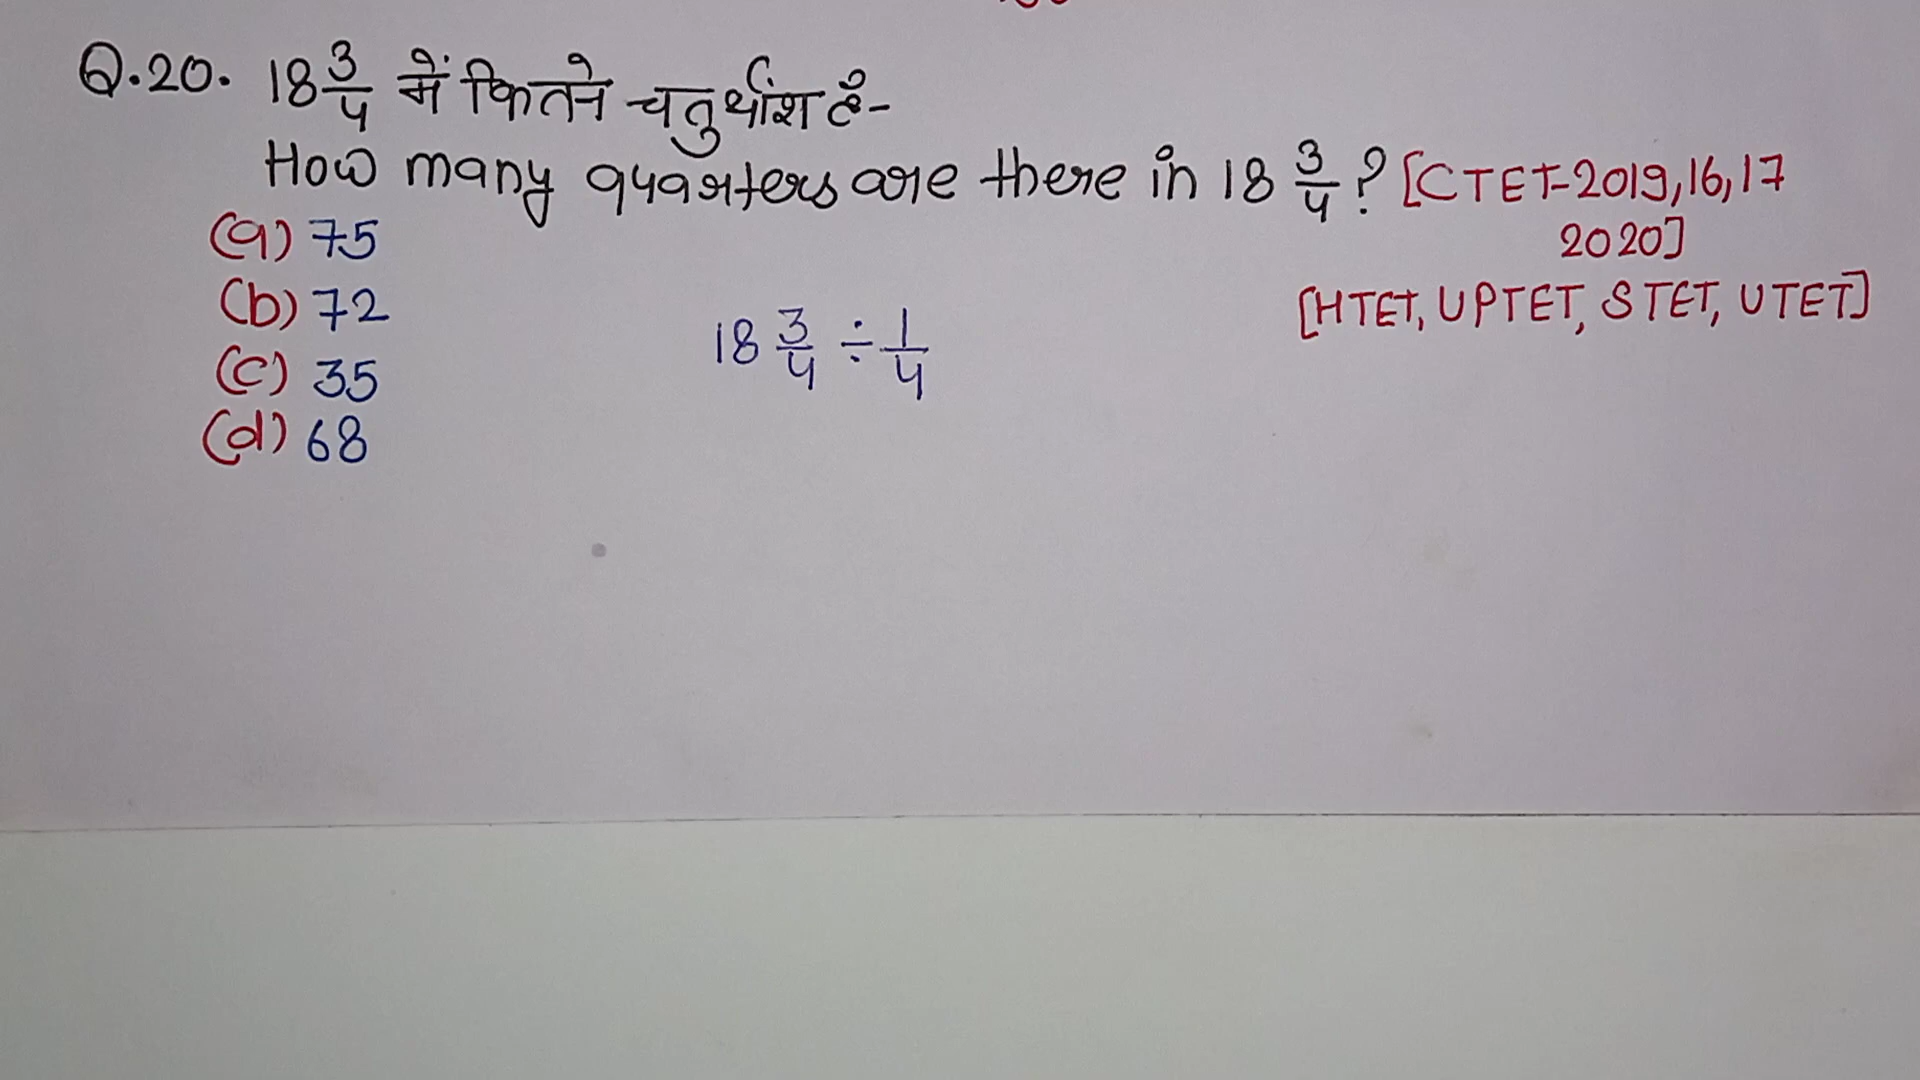 Q.20. 18 3/4 में कितने चतुर्थांश हैं-
How many quarters are there in 18 3/4 ? [CTET-2019,16,17
2020]
(a) 75
[HTET, UPTET, STET, UTET]
(b) 72
18 3/4 ÷ 1/4
(c) 35
(d) 68